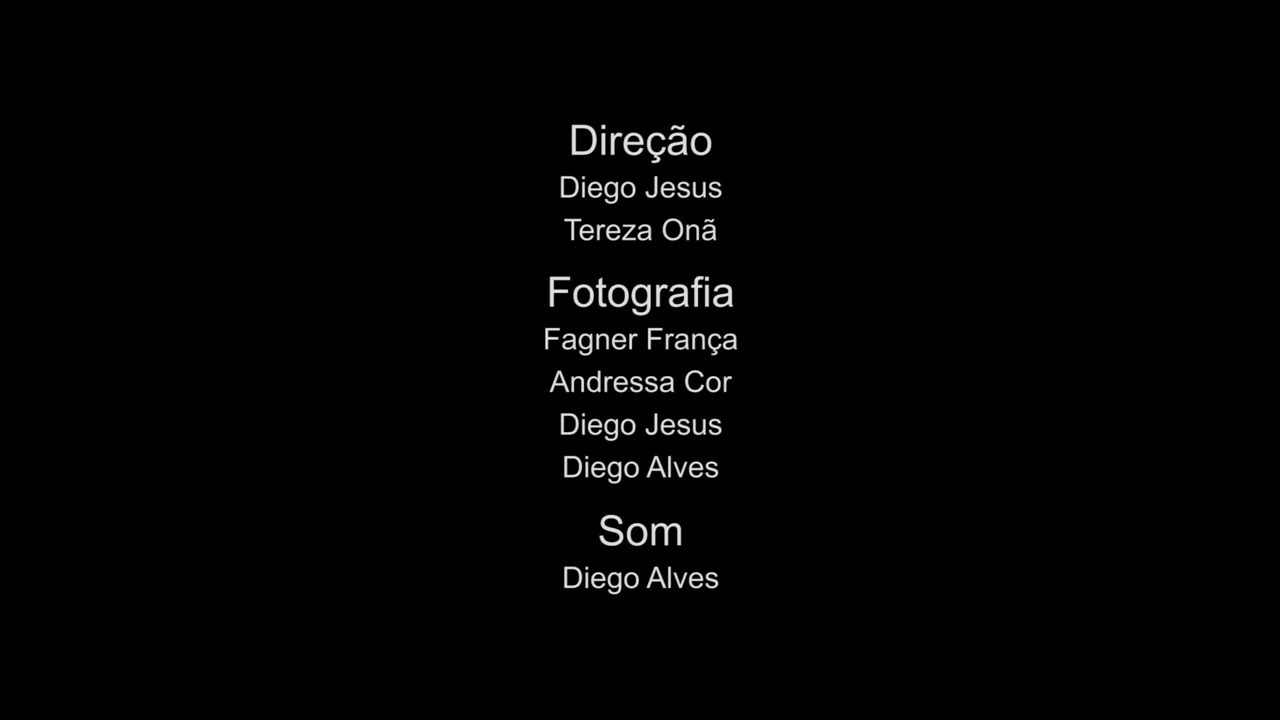 Direção
Diego Jesus
Tereza Onã
Fotografia
Fagner França
Andressa Cor
Diego Jesus
Diego Alves
Som
Diego Alves